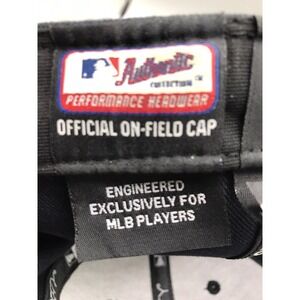 Authentic
COLLECTION
PERFORMANCE HEADWEAR
OFFICIAL ON-FIELD CAP
ENGINEERED
EXCLUSIVELY FOR
MLB PLAYERS